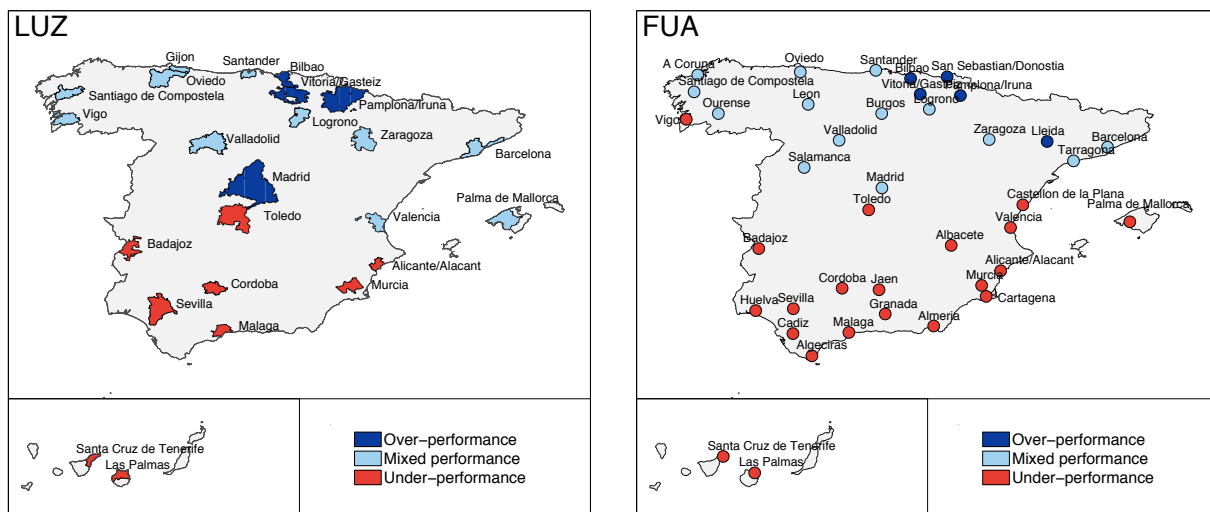 LUZ
Gijon
Oviedo
Santander
Bilbao
Vitoria/Gasteiz
Santiago de Compostela
Pamplona/Iruna
Vigo
Logrono
Valladolid
Zaragoza
Barcelona
Madrid
Palma de Mallorca
Toledo
Valencia
Badajoz
Alicante/Alacant
Cordoba
Murcia
Sevilla
Malaga
Santa Cruz de Tenerife
Las Palmas
Over−performance
Mixed performance
Under−performance
FUA
A Coruna
Oviedo
Santander
Bilbao
San Sebastian/Donostia
Santiago de Compostela
Vitoria/Gasteiz
Pamplona/Iruna
Ourense
Leon
Burgos
Logrono
Vigo
Valladolid
Zaragoza
Lleida
Barcelona
Tarragona
Salamanca
Madrid
Toledo
Castellon de la Plana
Palma de Mallorca
Valencia
Badajoz
Albacete
Alicante/Alacant
Cordoba
Jaen
Murcia
Cartagena
Huelva
Sevilla
Granada
Cadiz
Malaga
Almeria
Algeciras
Santa Cruz de Tenerife
Las Palmas
Over−performance
Mixed performance
Under−performance